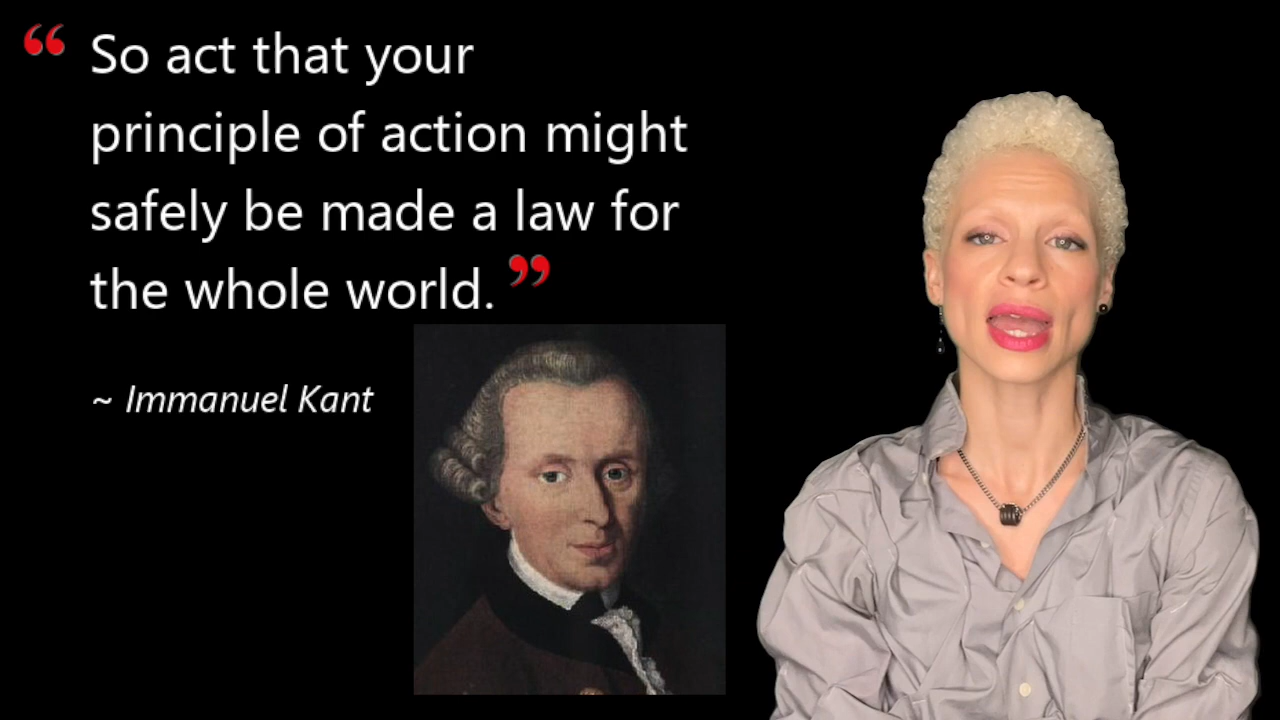 “ So act that your
principle of action might
safely be made a law for
the whole world. ”
~ Immanuel Kant